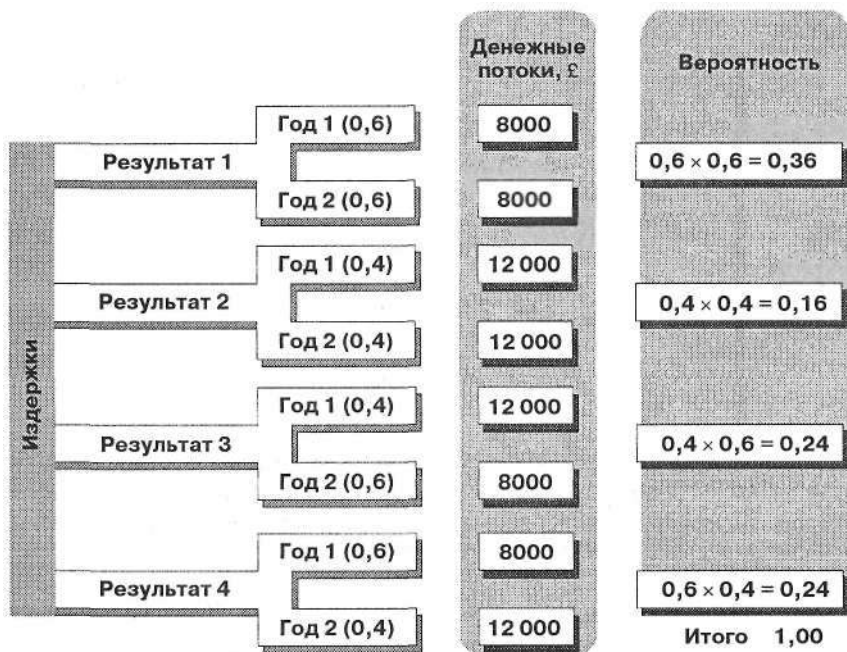 Денежные
потоки, £
Вероятность
Издержки
Год 1 (0,6)
8000
Результат 1
0,6 × 0,6 = 0,36
Год 2 (0,6)
8000
Год 1 (0,4)
12 000
Результат 2
0,4 × 0,4 = 0,16
Год 2 (0,4)
12 000
Год 1 (0,4)
12 000
Результат 3
0,4 × 0,6 = 0,24
Год 2 (0,6)
8000
Год 1 (0,6)
8000
Результат 4
0,6 × 0,4 = 0,24
Год 2 (0,4)
12 000
Итого 1,00